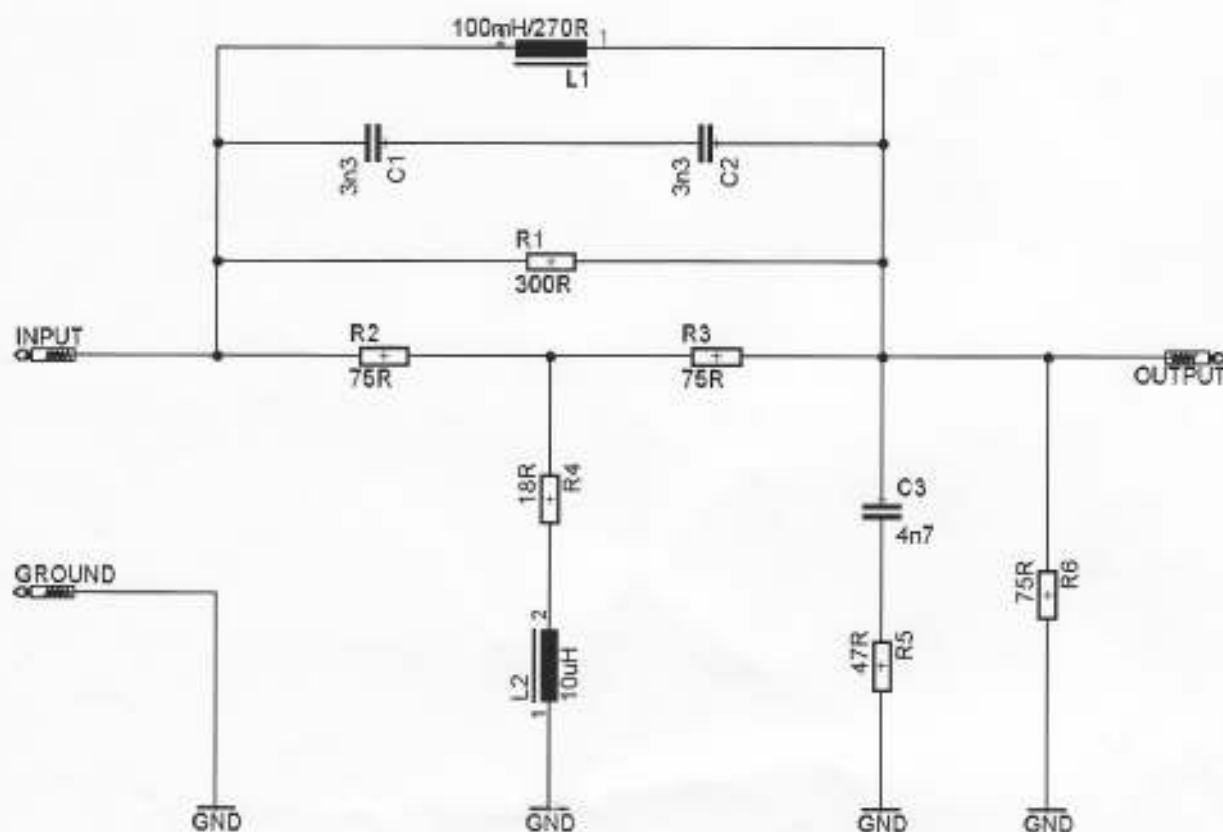 100mH/270R 1
L1
3n3 C1 3n3 C2
R1
300R
INPUT R2 R3
75R 75R OUTPUT
18R R4
C3
4n7
GROUND
75R R6
2
47R R5
L2 10uH
1
GND GND GND GND